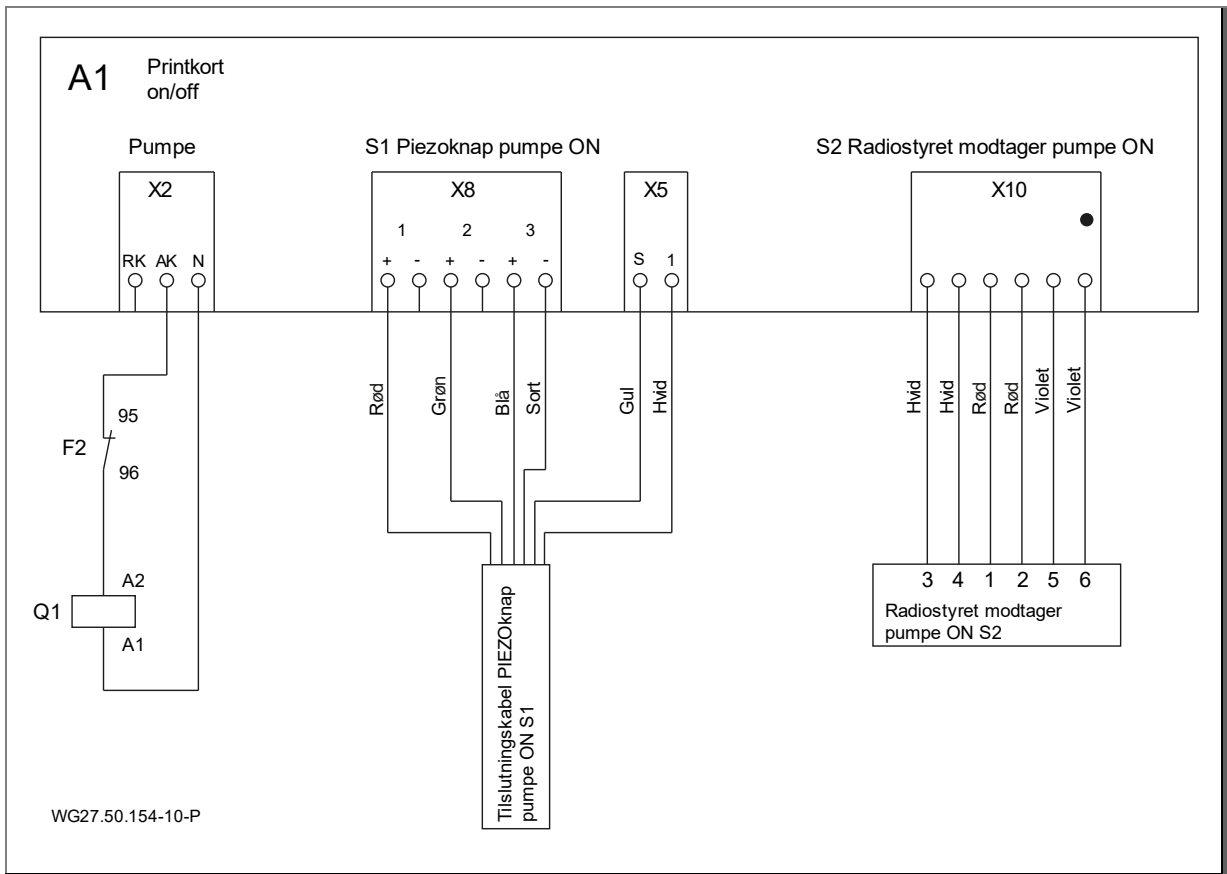 A1
Printkort
on/off
Pumpe
S1 Piezoknap pumpe ON
S2 Radiostyret modtager pumpe ON
X2
X8
X5
X10
1 2 3
RK AK N
+ - + - + -
S 1
Rød
Grøn
Blå
Sort
Gul
Hvid
Hvid
Hvid
Rød
Rød
Violet
Violet
95
F2
96
A2
Q1
A1
3 4 1 2 5 6
Radiostyret modtager
pumpe ON S2
Tilslutningskabel PIEZOknap
pumpe ON S1
WG27.50.154-10-P